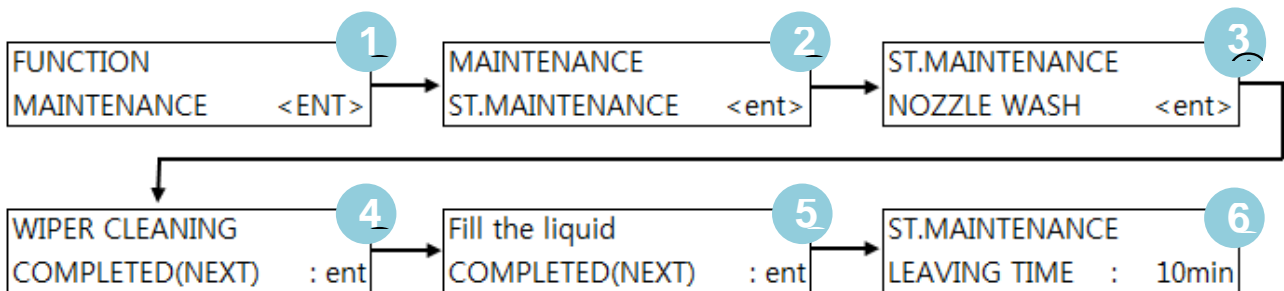 1
FUNCTION
MAINTENANCE <ENT>
2
MAINTENANCE
ST.MAINTENANCE <ent>
3
ST.MAINTENANCE
NOZZLE WASH <ent>
4
WIPER CLEANING
COMPLETED(NEXT) : ent
5
Fill the liquid
COMPLETED(NEXT) : ent
6
ST.MAINTENANCE
LEAVING TIME : 10min